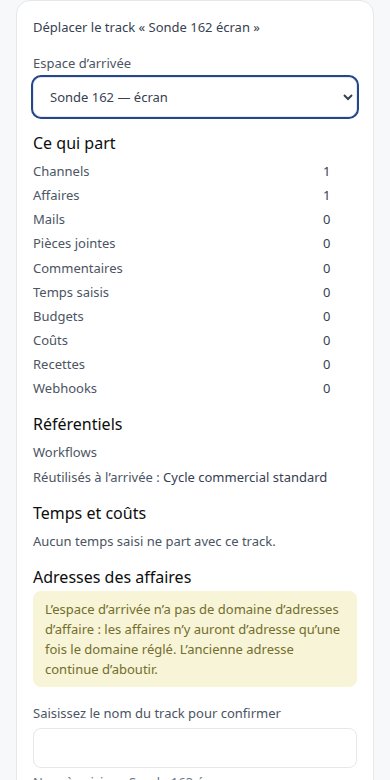 Déplacer le track « Sonde 162 écran »
Espace d’arrivée
Sonde 162 — écran
Ce qui part
Channels 1
Affaires 1
Mails 0
Pièces jointes 0
Commentaires 0
Temps saisis 0
Budgets 0
Coûts 0
Recettes 0
Webhooks 0
Référentiels
Workflows
Réutilisés à l’arrivée : Cycle commercial standard
Temps et coûts
Aucun temps saisi ne part avec ce track.
Adresses des affaires
L’espace d’arrivée n’a pas de domaine d’adresses
d’affaire : les affaires n’y auront d’adresse qu’une
fois le domaine réglé. L’ancienne adresse
continue d’aboutir.
Saisissez le nom du track pour confirmer